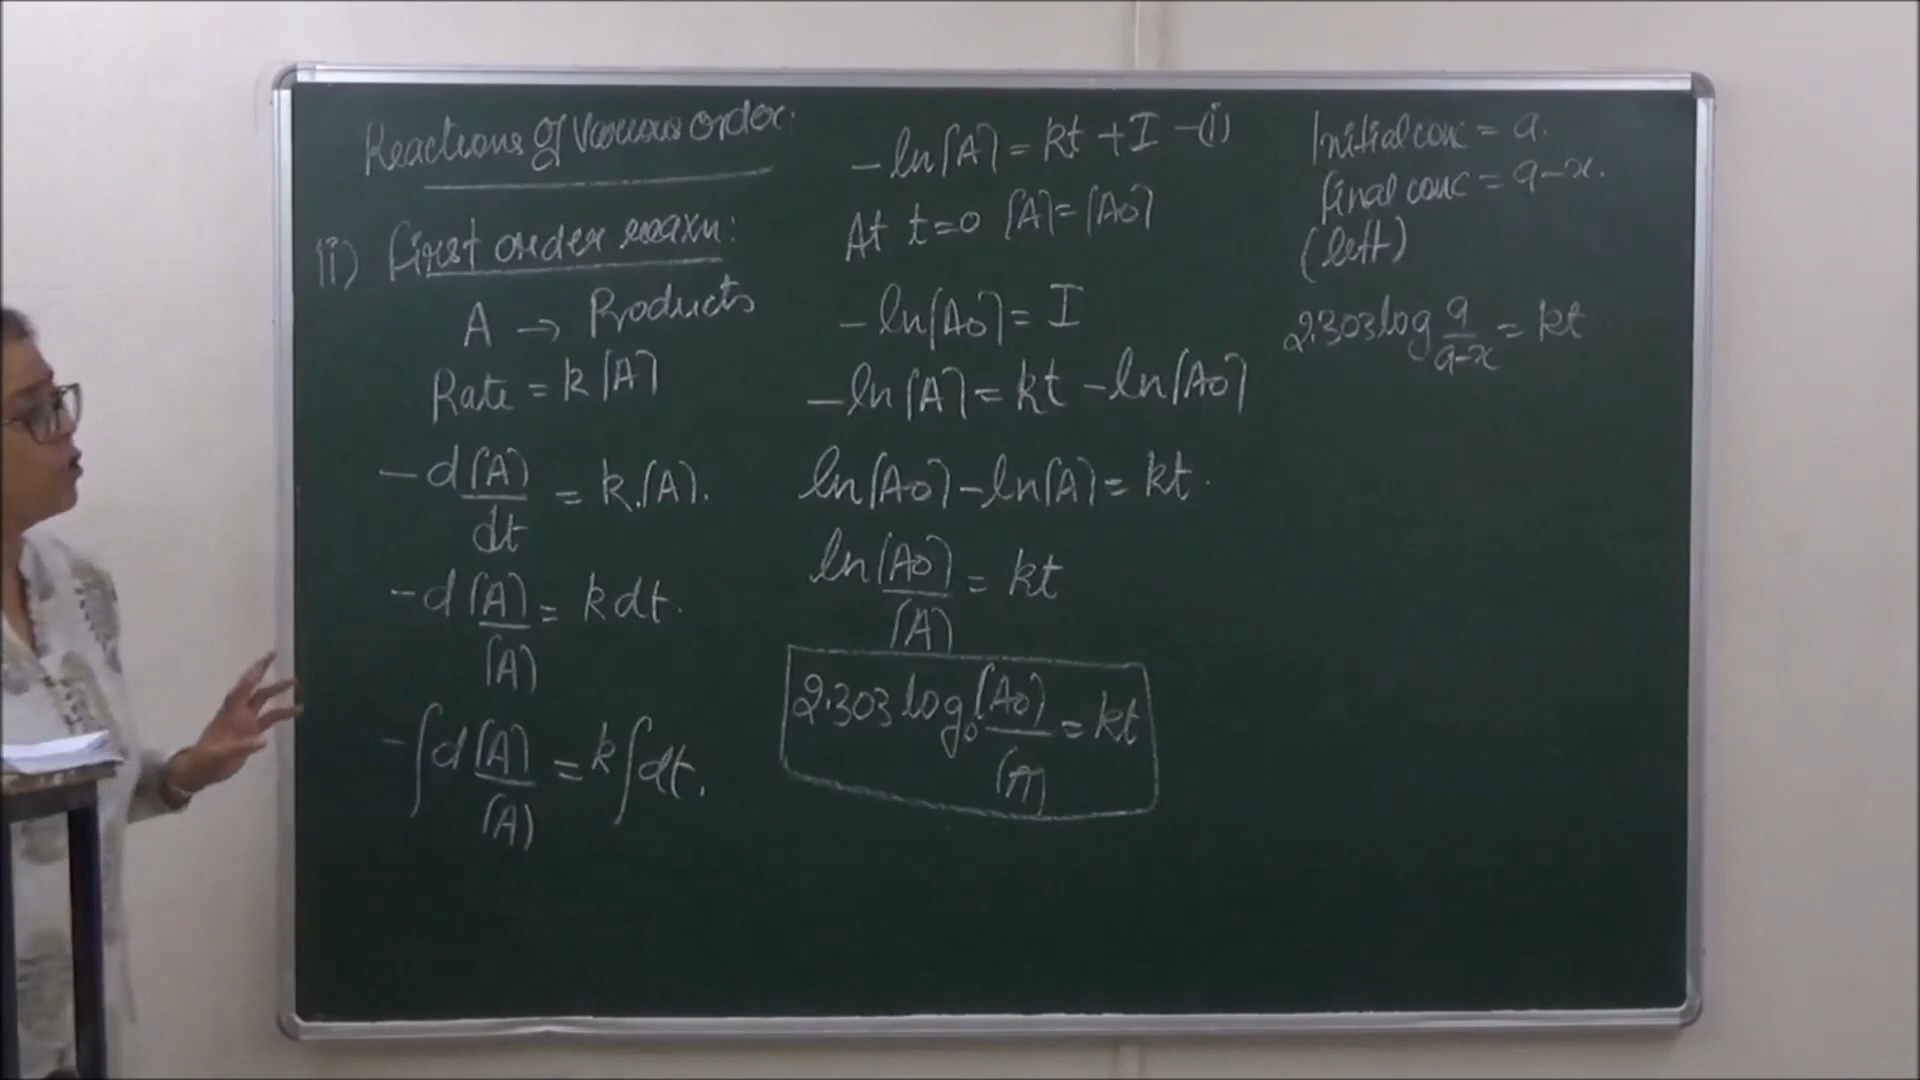 Reactions of Various order.
ii) First order reaxn:
A → Products
Rate = k [A]
-d[A]/dt = k.[A].
-d[A]/[A] = kdt.
-∫d[A]/[A] = k∫dt.
-ln[A] = kt + I -(i)
At t=0 [A] = [A0]
-ln[A0] = I
-ln[A] = kt -ln[A0]
ln[A0] -ln[A] = kt.
ln[A0]/[A] = kt
2.303 log [A0]/[A] = kt
Initial conc = a.
final conc = a-x.
(left)
2.303 log a/a-x = kt